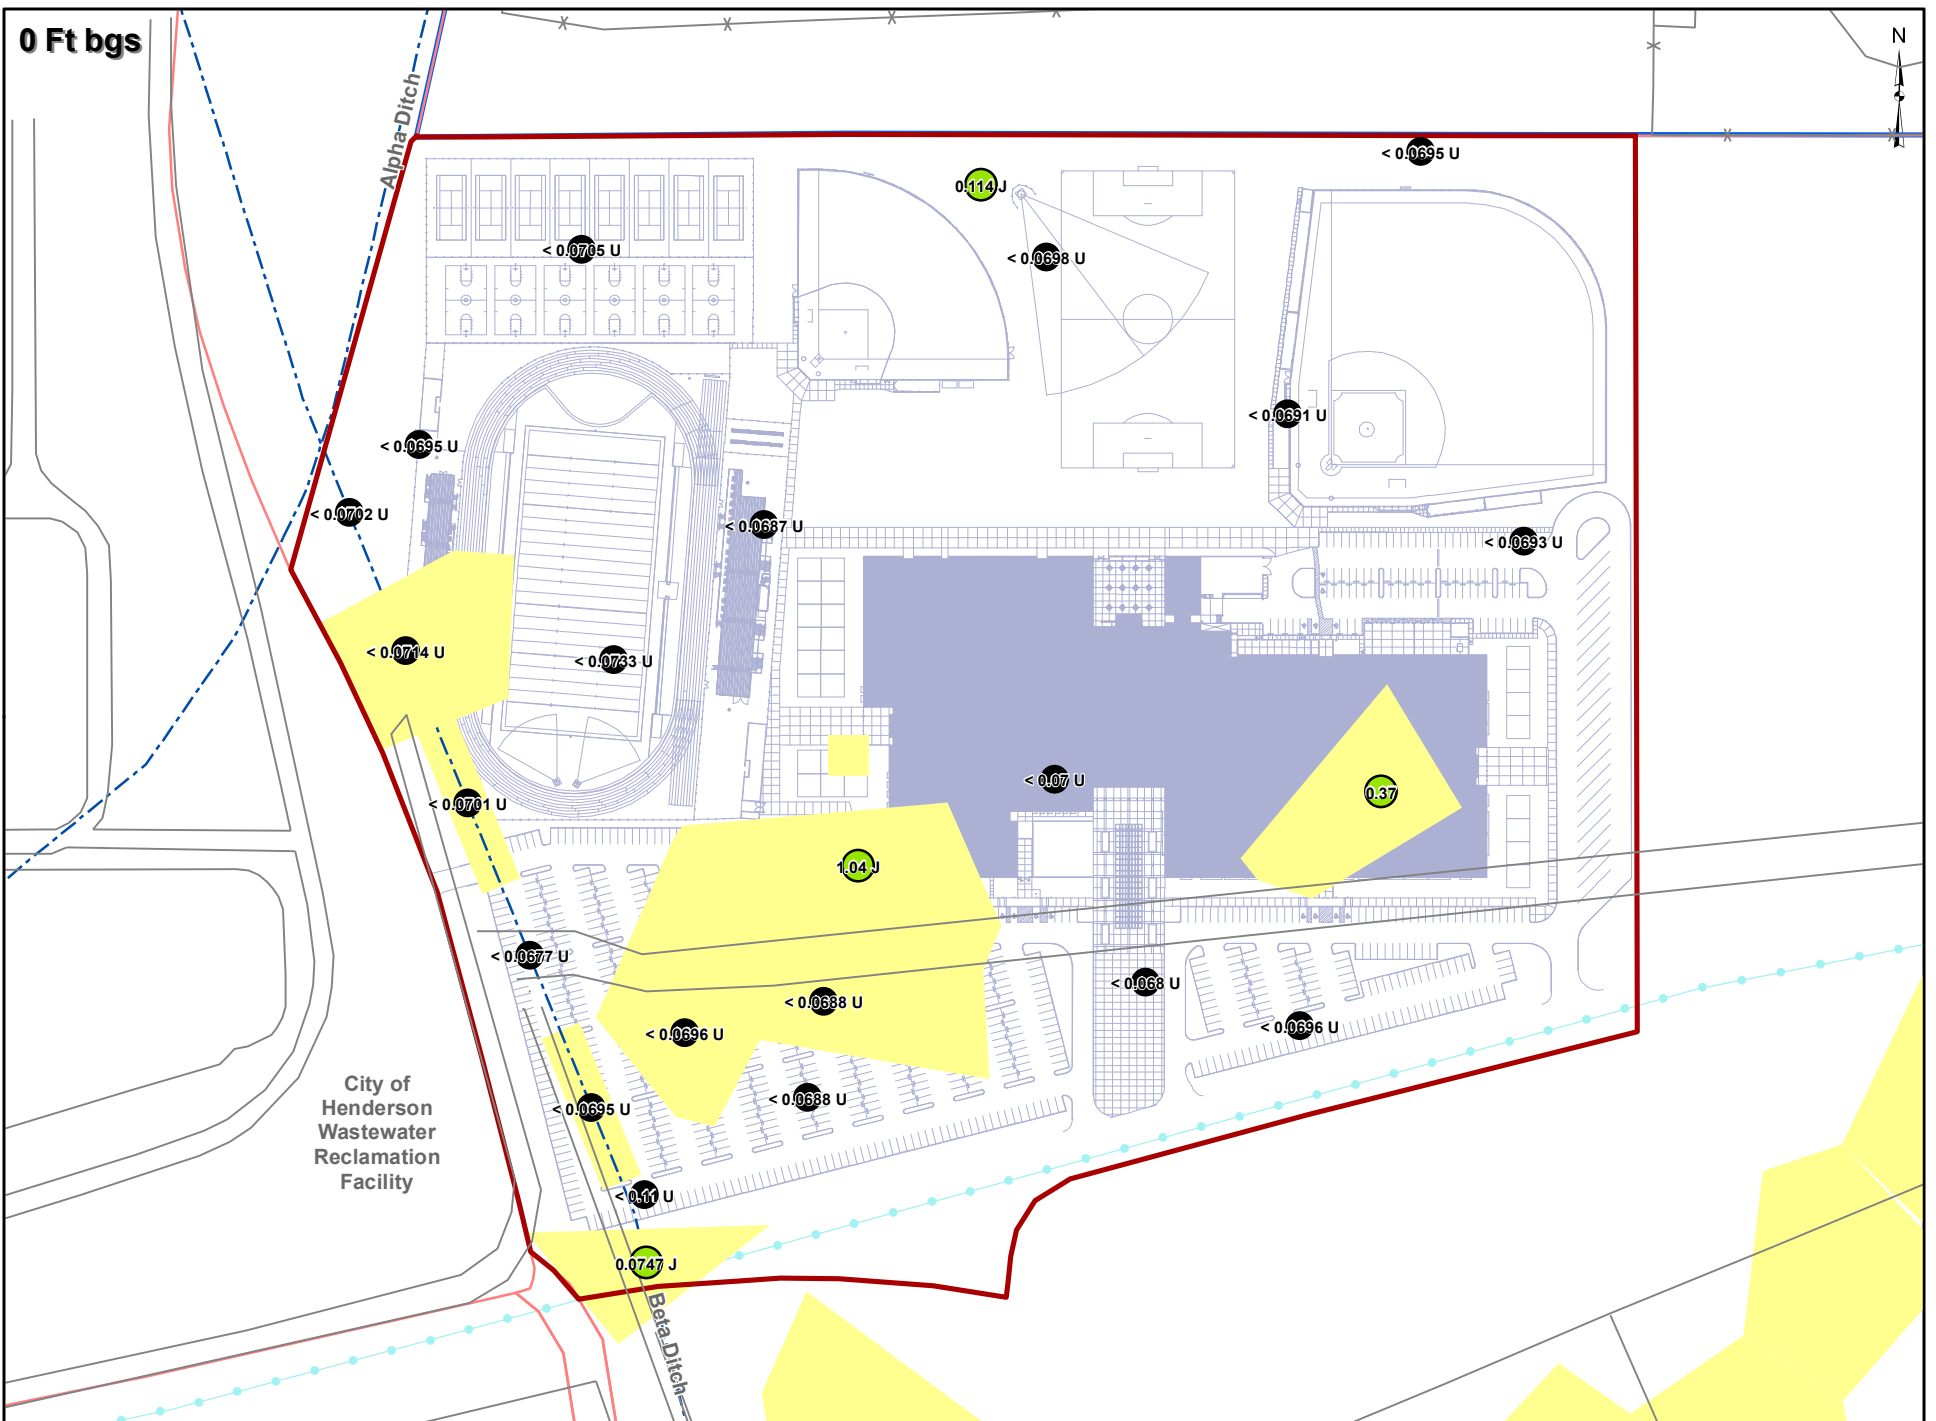 0 Ft bgs
N
Alpha Ditch
< 0.0695 U
0.114 J
< 0.0705 U
< 0.0698 U
< 0.0691 U
< 0.0695 U
< 0.0702 U
< 0.0687 U
< 0.0693 U
< 0.0714 U
< 0.0733 U
< 0.07 U
0.37
< 0.0701 U
1.04 J
< 0.0677 U
< 0.068 U
< 0.0688 U
< 0.0696 U
< 0.0696 U
City of
Henderson
Wastewater
Reclamation
Facility
< 0.0688 U
< 0.0695 U
< 0.11 U
0.0747 J
Beta Ditch